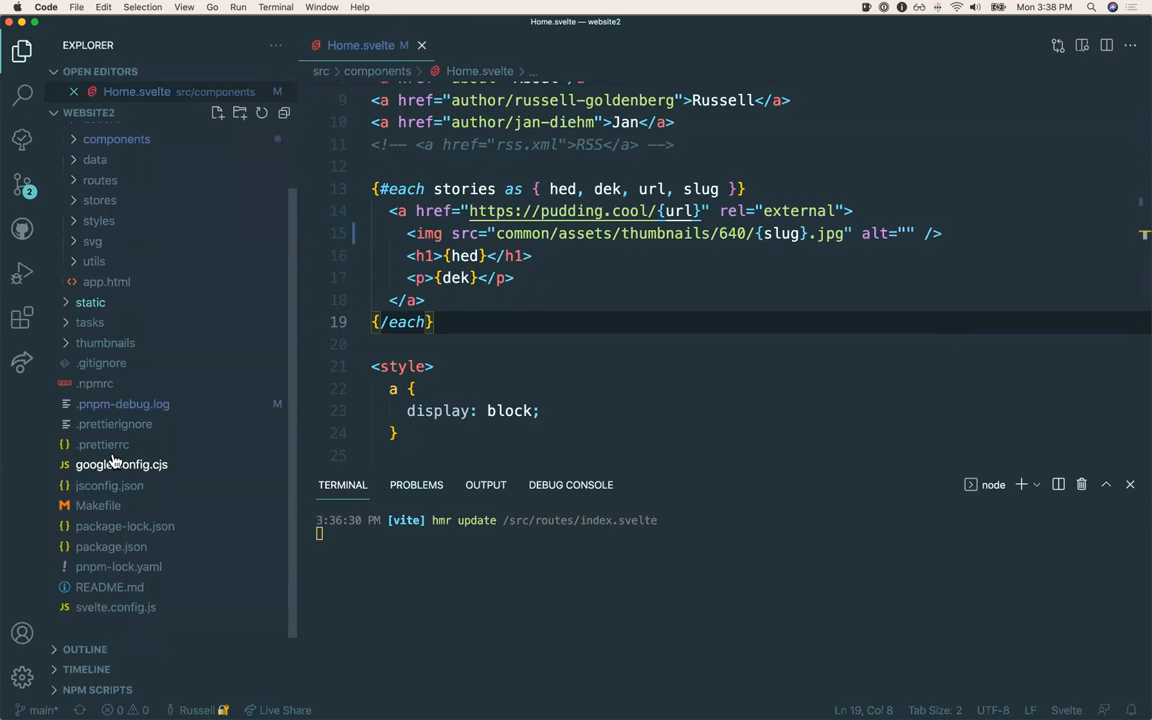 Code File Edit Selection View Go Run Terminal Window Help Mon 3:38 PM
Home.svelte — website2
EXPLORER
Home.svelte M
OPEN EDITORS
src components Home.svelte ...
Home.svelte src/components M
WEBSITE2
components
data
routes
stores
styles
svg
utils
app.html
static
tasks
thumbnails
.gitignore
.npmrc
.pnpm-debug.log M
.prettierignore
.prettierrc
jsconfig.json
Makefile
package-lock.json
package.json
pnpm-lock.yaml
README.md
svelte.config.js
OUTLINE
TIMELINE
NPM SCRIPTS
2
9 <a href="author/russell-goldenberg">Russell</a>
10 <a href="author/jan-diehm">Jan</a>
11 <!-- <a href="rss.xml">RSS</a> -->
12
13 {#each stories as { hed, dek, url, slug }}
14 <a href="https://pudding.cool/{url}" rel="external">
15 <img src="common/assets/thumbnails/640/{slug}.jpg" alt="" />
16 <h1>{hed}</h1>
17 <p>{dek}</p>
18 </a>
19 {/each}
20
21 <style>
22 a {
23 display: block;
24 }
25
TERMINAL PROBLEMS OUTPUT DEBUG CONSOLE node
3:36:30 PM [vite] hmr update /src/routes/index.svelte
main* 0 0 Russell Live Share Ln 19, Col 8 Tab Size: 2 UTF-8 LF Svelte